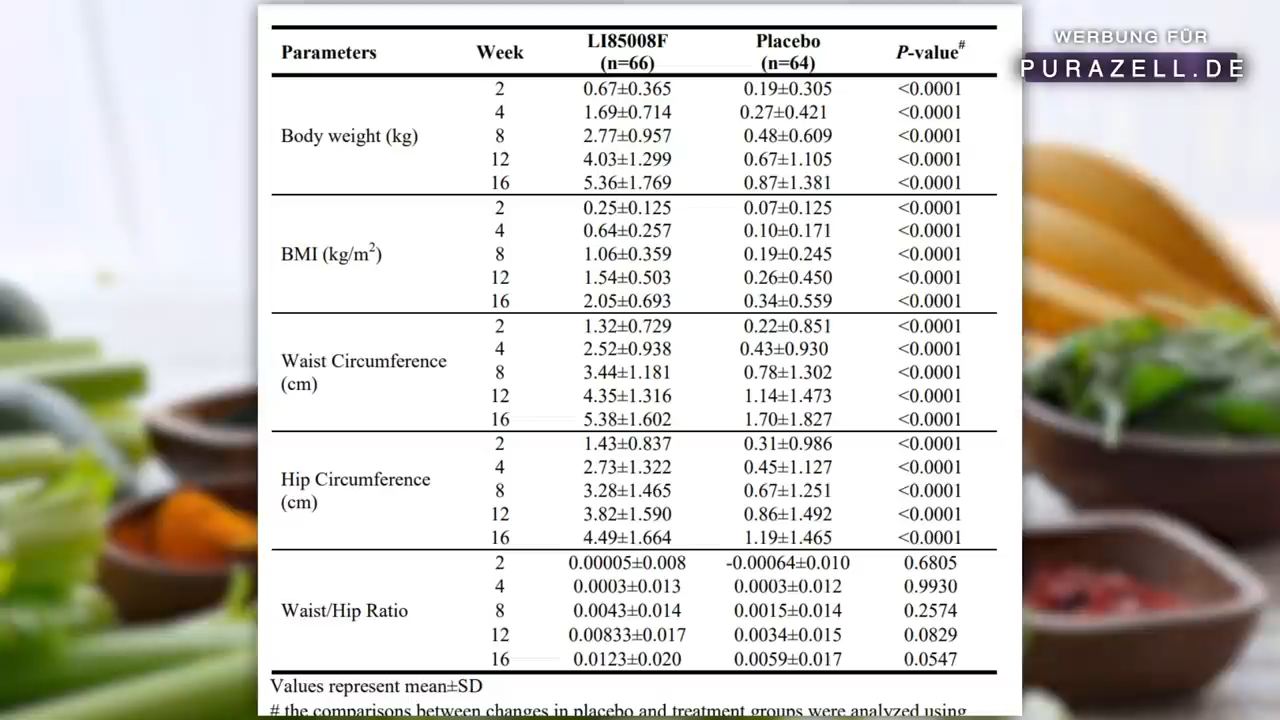 WERBUNG FÜR
PURAZELL.DE
Parameters Week LI85008F (n=66) Placebo (n=64) P-value#
Body weight (kg)
2 0.67±0.365 0.19±0.305 <0.0001
4 1.69±0.714 0.27±0.421 <0.0001
8 2.77±0.957 0.48±0.609 <0.0001
12 4.03±1.299 0.67±1.105 <0.0001
16 5.36±1.769 0.87±1.381 <0.0001
BMI (kg/m²)
2 0.25±0.125 0.07±0.125 <0.0001
4 0.64±0.257 0.10±0.171 <0.0001
8 1.06±0.359 0.19±0.245 <0.0001
12 1.54±0.503 0.26±0.450 <0.0001
16 2.05±0.693 0.34±0.559 <0.0001
Waist Circumference (cm)
2 1.32±0.729 0.22±0.851 <0.0001
4 2.52±0.938 0.43±0.930 <0.0001
8 3.44±1.181 0.78±1.302 <0.0001
12 4.35±1.316 1.14±1.473 <0.0001
16 5.38±1.602 1.70±1.827 <0.0001
Hip Circumference (cm)
2 1.43±0.837 0.31±0.986 <0.0001
4 2.73±1.322 0.45±1.127 <0.0001
8 3.28±1.465 0.67±1.251 <0.0001
12 3.82±1.590 0.86±1.492 <0.0001
16 4.49±1.664 1.19±1.465 <0.0001
Waist/Hip Ratio
2 0.00005±0.008 -0.00064±0.010 0.6805
4 0.0003±0.013 0.0003±0.012 0.9930
8 0.0043±0.014 0.0015±0.014 0.2574
12 0.00833±0.017 0.0034±0.015 0.0829
16 0.0123±0.020 0.0059±0.017 0.0547
Values represent mean±SD
# the comparisons between changes in placebo and treatment groups were analyzed using